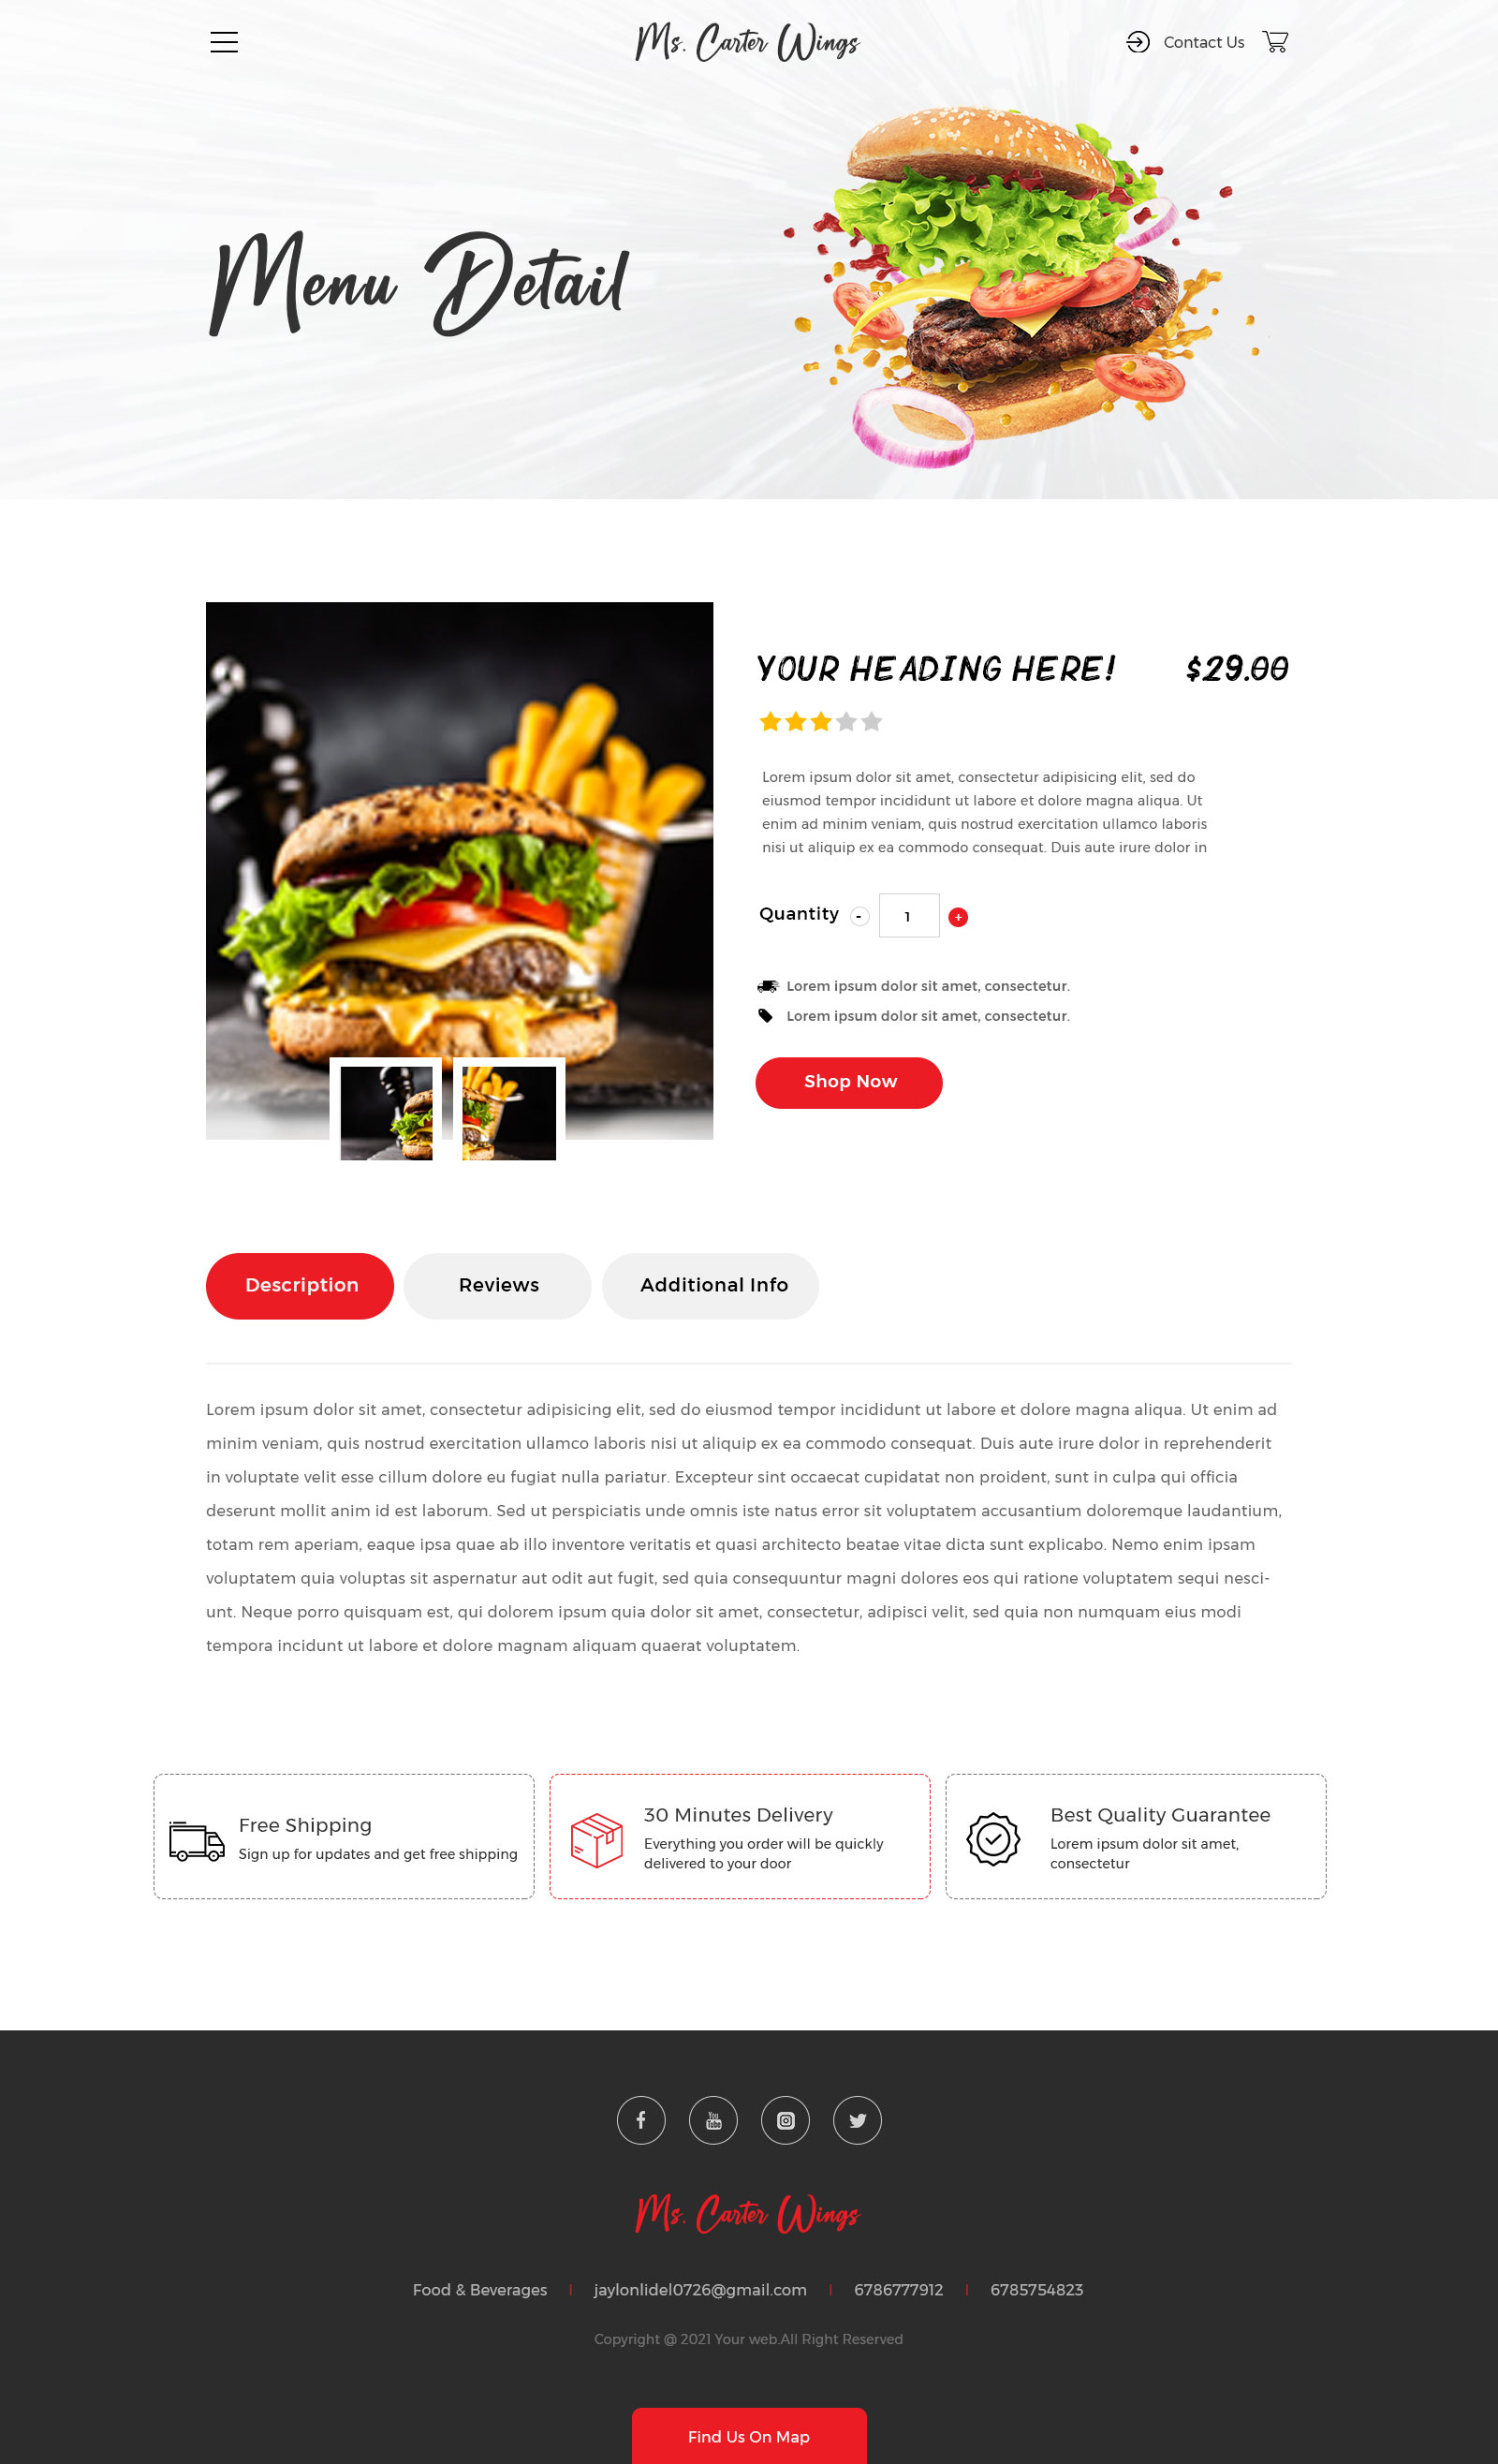 Ms. Carter Wings
Contact Us
Menu Detail
YOUR HEADING HERE! $29.00
Lorem ipsum dolor sit amet, consectetur adipisicing elit, sed do
eiusmod tempor incididunt ut labore et dolore magna aliqua. Ut
enim ad minim veniam, quis nostrud exercitation ullamco laboris
nisi ut aliquip ex ea commodo consequat. Duis aute irure dolor in
Quantity - 1 +
Lorem ipsum dolor sit amet, consectetur.
Lorem ipsum dolor sit amet, consectetur.
Shop Now
Description Reviews Additional Info
Lorem ipsum dolor sit amet, consectetur adipisicing elit, sed do eiusmod tempor incididunt ut labore et dolore magna aliqua. Ut enim ad
minim veniam, quis nostrud exercitation ullamco laboris nisi ut aliquip ex ea commodo consequat. Duis aute irure dolor in reprehenderit
in voluptate velit esse cillum dolore eu fugiat nulla pariatur. Excepteur sint occaecat cupidatat non proident, sunt in culpa qui officia
deserunt mollit anim id est laborum. Sed ut perspiciatis unde omnis iste natus error sit voluptatem accusantium doloremque laudantium,
totam rem aperiam, eaque ipsa quae ab illo inventore veritatis et quasi architecto beatae vitae dicta sunt explicabo. Nemo enim ipsam
voluptatem quia voluptas sit aspernatur aut odit aut fugit, sed quia consequuntur magni dolores eos qui ratione voluptatem sequi nesci-
unt. Neque porro quisquam est, qui dolorem ipsum quia dolor sit amet, consectetur, adipisci velit, sed quia non numquam eius modi
tempora incidunt ut labore et dolore magnam aliquam quaerat voluptatem.
Free Shipping
Sign up for updates and get free shipping
30 Minutes Delivery
Everything you order will be quickly
delivered to your door
Best Quality Guarantee
Lorem ipsum dolor sit amet,
consectetur
You
Tube
Ms. Carter Wings
Food & Beverages | jaylonlidel0726@gmail.com | 6786777912 | 6785754823
Copyright @ 2021 Your web.All Right Reserved
Find Us On Map